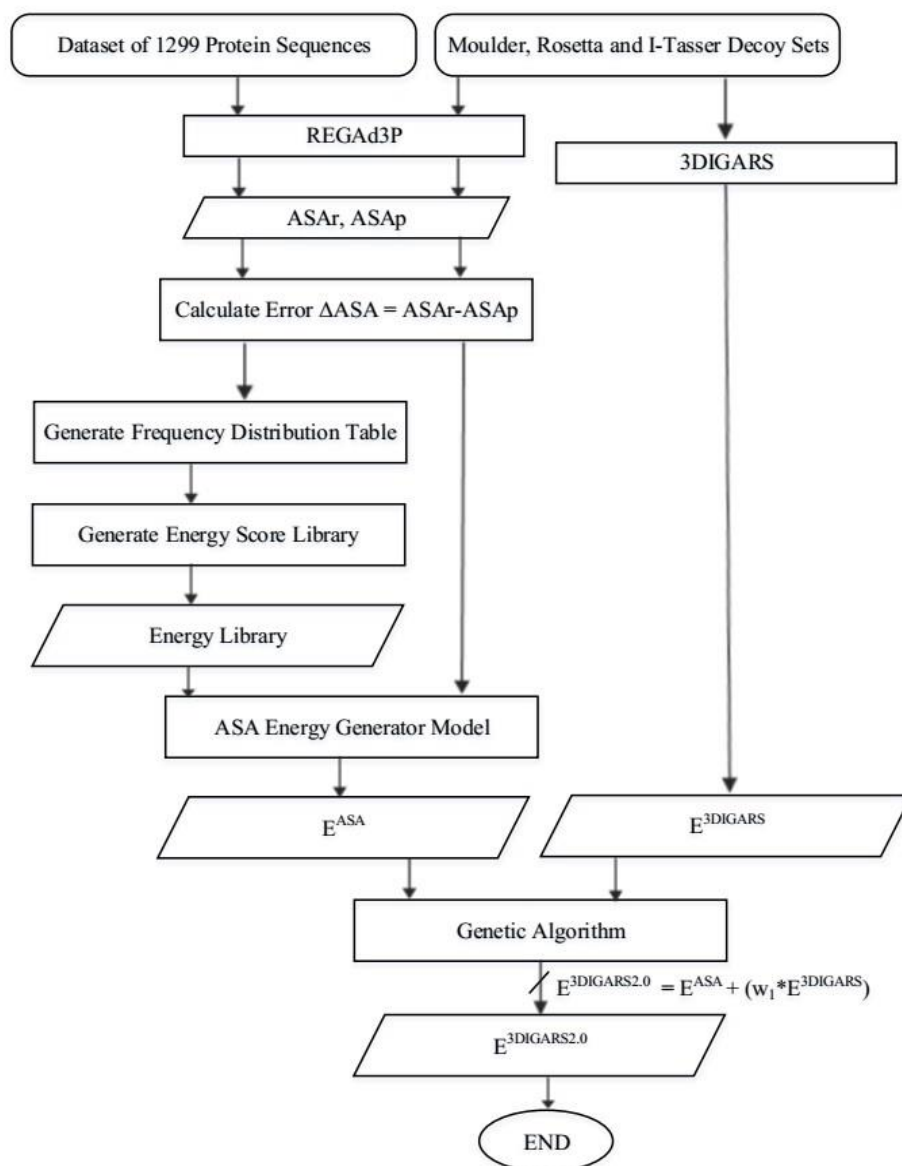 Dataset of 1299 Protein Sequences
Moulder, Rosetta and I-Tasser Decoy Sets
REGAd3P
3DIGARS
ASAr, ASAp
Calculate Error ΔASA = ASAr-ASAp
Generate Frequency Distribution Table
Generate Energy Score Library
Energy Library
ASA Energy Generator Model
E^ASA
E^3DIGARS
Genetic Algorithm
E^3DIGARS2.0 = E^ASA + (w₁*E^3DIGARS)
E^3DIGARS2.0
END